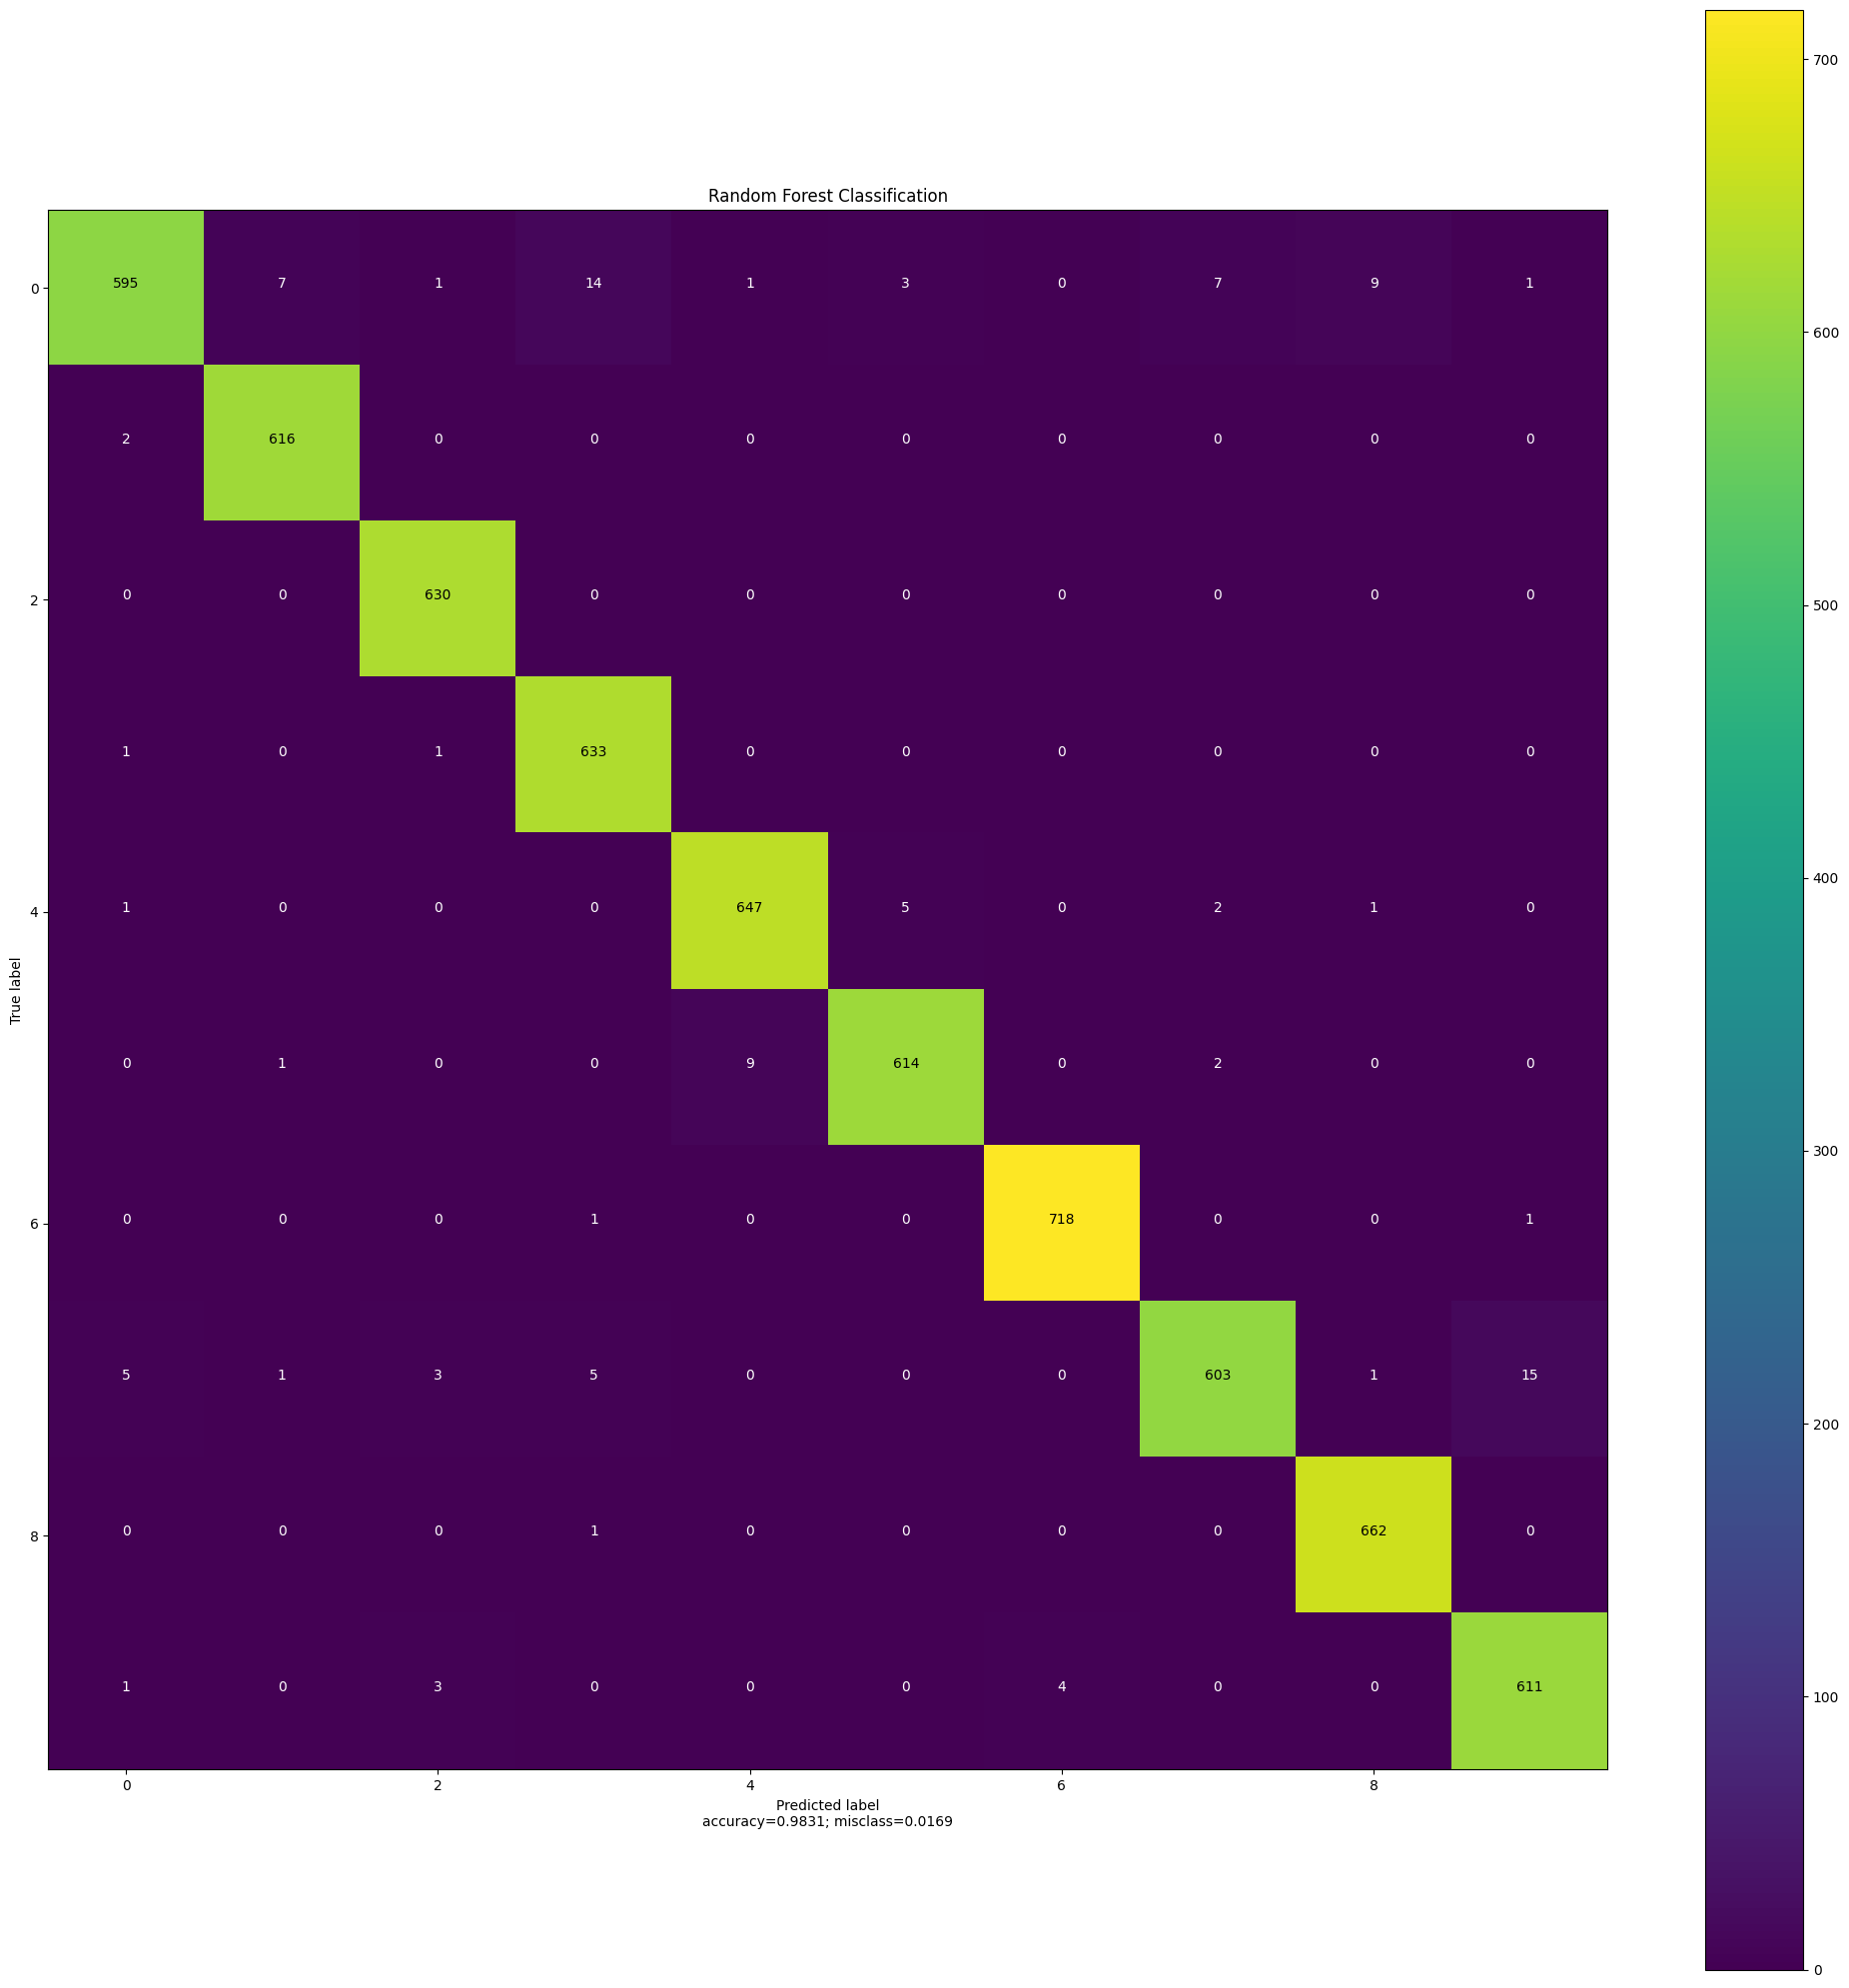 Random Forest Classification
700
600
500
400
300
200
100
0
True label
0 595 7 1 14 1 3 0 7 9 1
2 616 0 0 0 0 0 0 0 0
2 0 0 630 0 0 0 0 0 0 0
1 0 1 633 0 0 0 0 0 0
4 1 0 0 0 647 5 0 2 1 0
0 1 0 0 9 614 0 2 0 0
6 0 0 0 1 0 0 718 0 0 1
5 1 3 5 0 0 0 603 1 15
8 0 0 0 1 0 0 0 0 662 0
1 0 3 0 0 0 4 0 0 611
0 2 4 6 8
Predicted label
accuracy=0.9831; misclass=0.0169